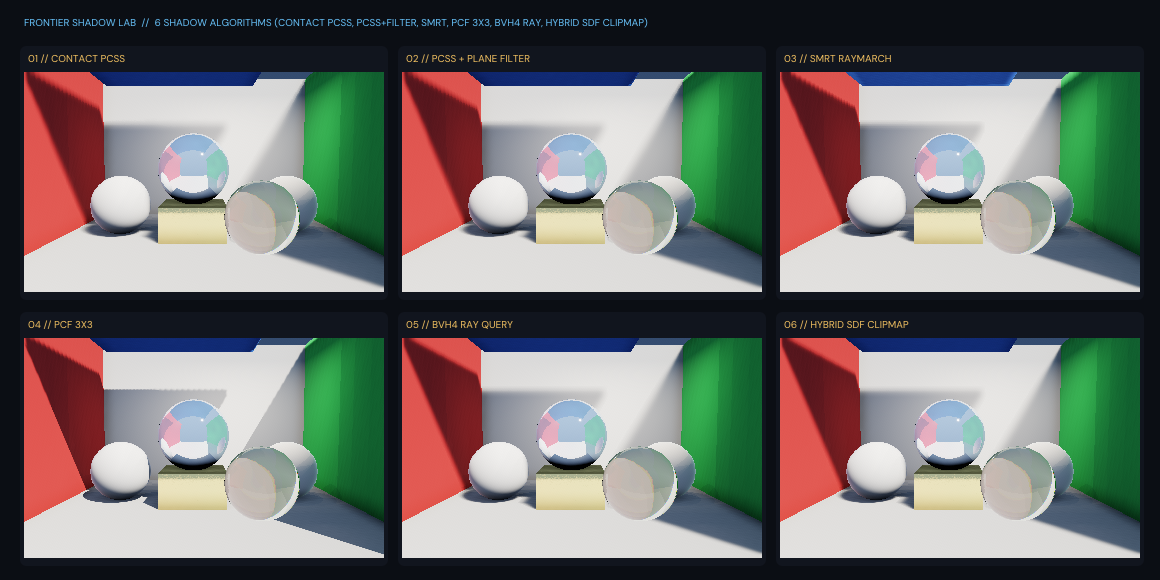 FRONTIER SHADOW LAB // 6 SHADOW ALGORITHMS (CONTACT PCSS, PCSS+FILTER, SMRT, PCF 3X3, BVH4 RAY, HYBRID SDF CLIPMAP)
01 // CONTACT PCSS
02 // PCSS + PLANE FILTER
03 // SMRT RAYMARCH
04 // PCF 3X3
05 // BVH4 RAY QUERY
06 // HYBRID SDF CLIPMAP